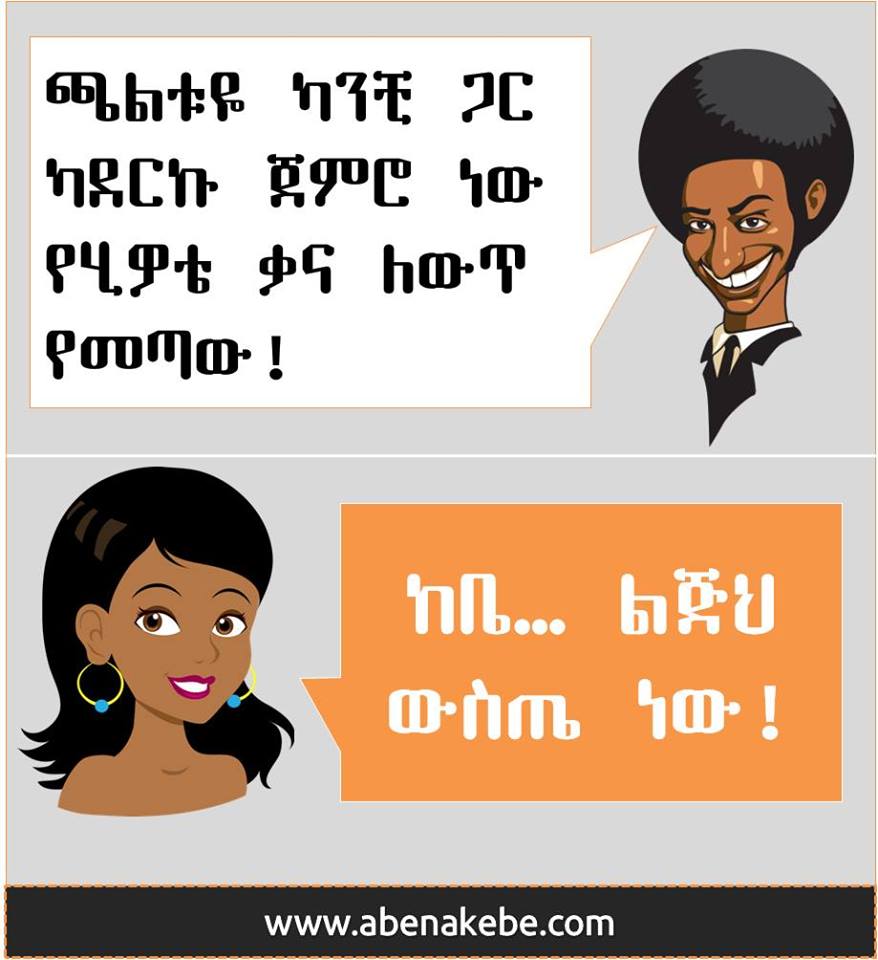 ጫልቱዬ ካንቺ ጋር
ካደርኩ ጀምሮ ነው
የሂዎቴ ቃና ለውጥ
የመጣው!
ከቤ... ልጅህ
ውስጤ ነው!
www.abenakebe.com